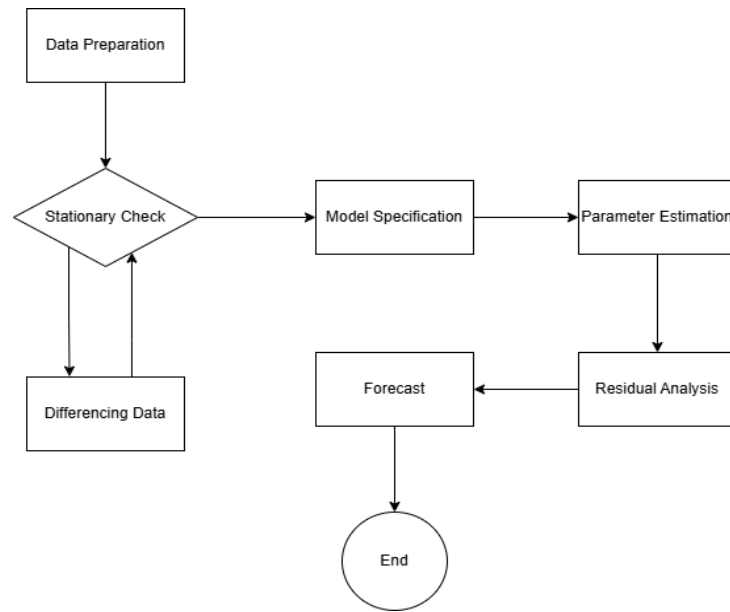 Data Preparation
Stationary Check
Model Specification
Parameter Estimation
Differencing Data
Forecast
Residual Analysis
End